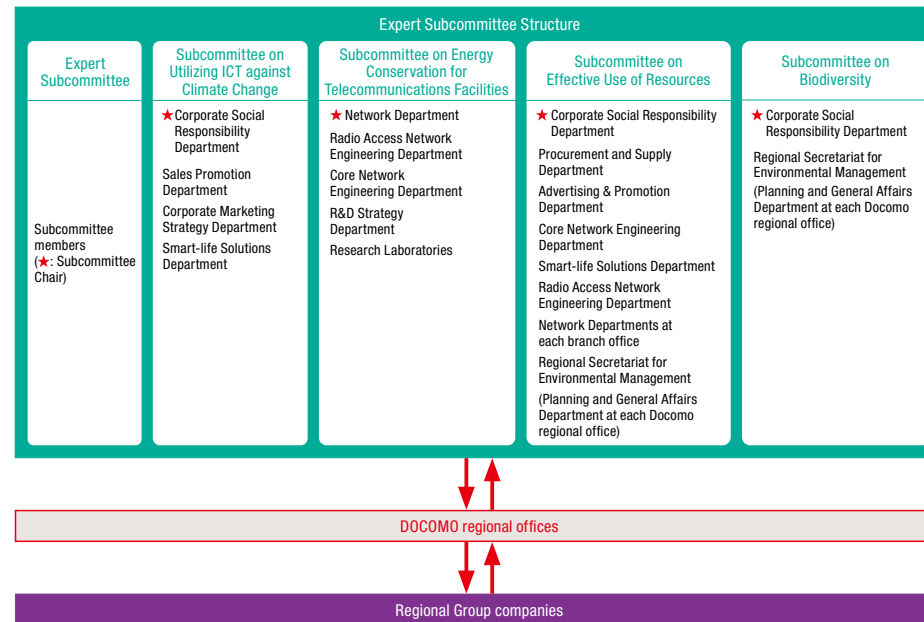 Expert Subcommittee Structure
Expert
Subcommittee
Subcommittee
members
(★: Subcommittee
Chair)
Subcommittee on
Utilizing ICT against
Climate Change
★Corporate Social
Responsibility
Department
Sales Promotion
Department
Corporate Marketing
Strategy Department
Smart-life Solutions
Department
Subcommittee on Energy
Conservation for
Telecommunications Facilities
★ Network Department
Radio Access Network
Engineering Department
Core Network
Engineering Department
R&D Strategy
Department
Research Laboratories
Subcommittee on
Effective Use of Resources
★ Corporate Social Responsibility
Department
Procurement and Supply
Department
Advertising & Promotion
Department
Core Network Engineering
Department
Smart-life Solutions Department
Radio Access Network
Engineering Department
Network Departments at
each branch office
Regional Secretariat for
Environmental Management
(Planning and General Affairs
Department at each Docomo
regional office)
Subcommittee on
Biodiversity
★ Corporate Social
Responsibility Department
Regional Secretariat for
Environmental Management
(Planning and General Affairs
Department at each Docomo
regional office)
DOCOMO regional offices
Regional Group companies